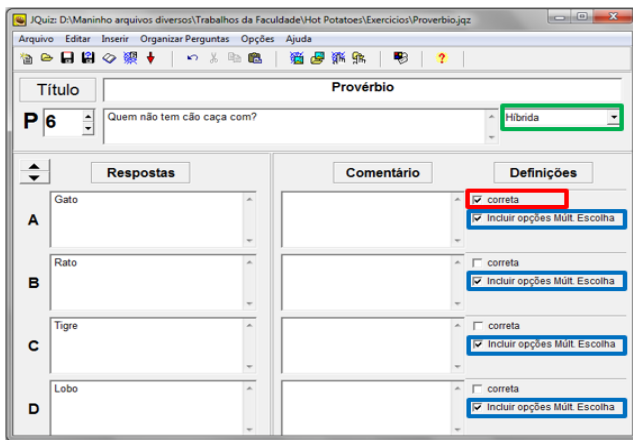 JQuiz: D:\Maninho arquivos diversos\Trabalhos da Faculdade\Hot Potatoes\Exercicios\Proverbio.jqz
Arquivo Editar Inserir Organizar Perguntas Opções Ajuda
Título Provérbio
P 6 Quem não tem cão caça com? Híbrida
Respostas Comentário Definições
A Gato correta
Incluir opções Múlt. Escolha
B Rato correta
Incluir opções Múlt. Escolha
C Tigre correta
Incluir opções Múlt. Escolha
D Lobo correta
Incluir opções Múlt. Escolha